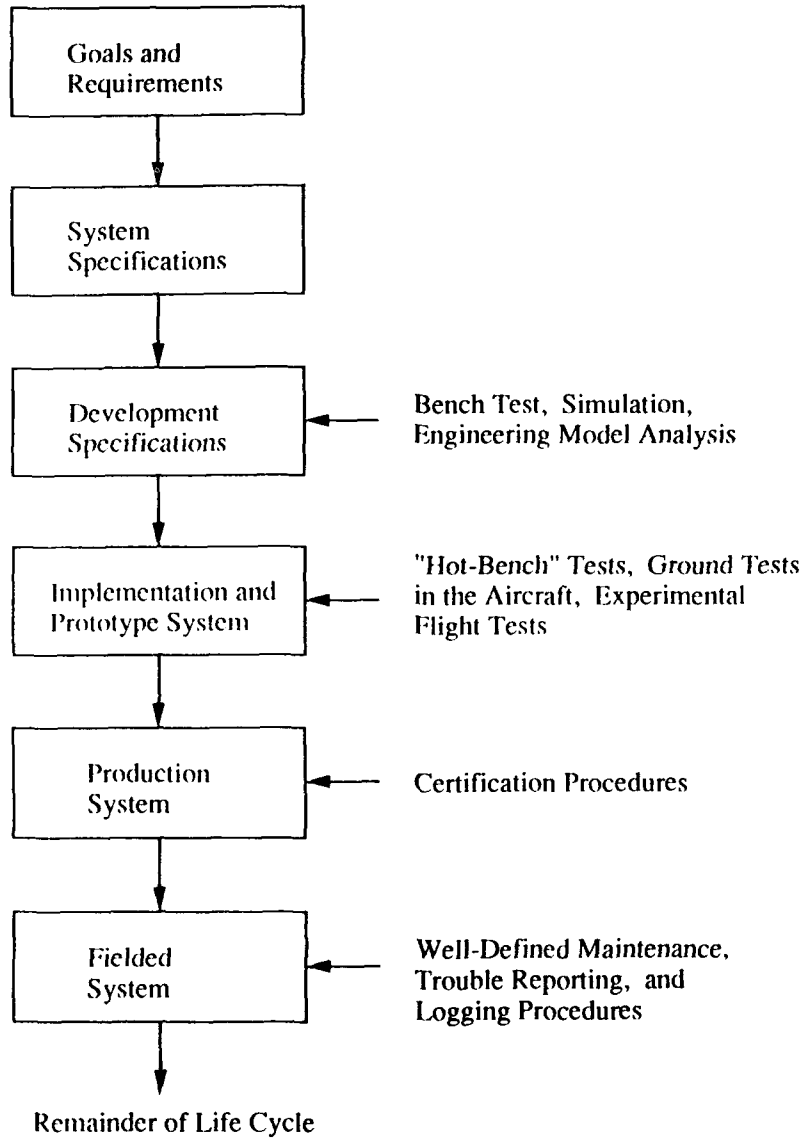 Goals and
Requirements
System
Specifications
Development
Specifications
Bench Test, Simulation,
Engineering Model Analysis
Implementation and
Prototype System
"Hot-Bench" Tests, Ground Tests
in the Aircraft, Experimental
Flight Tests
Production
System
Certification Procedures
Fielded
System
Well-Defined Maintenance,
Trouble Reporting, and
Logging Procedures
Remainder of Life Cycle